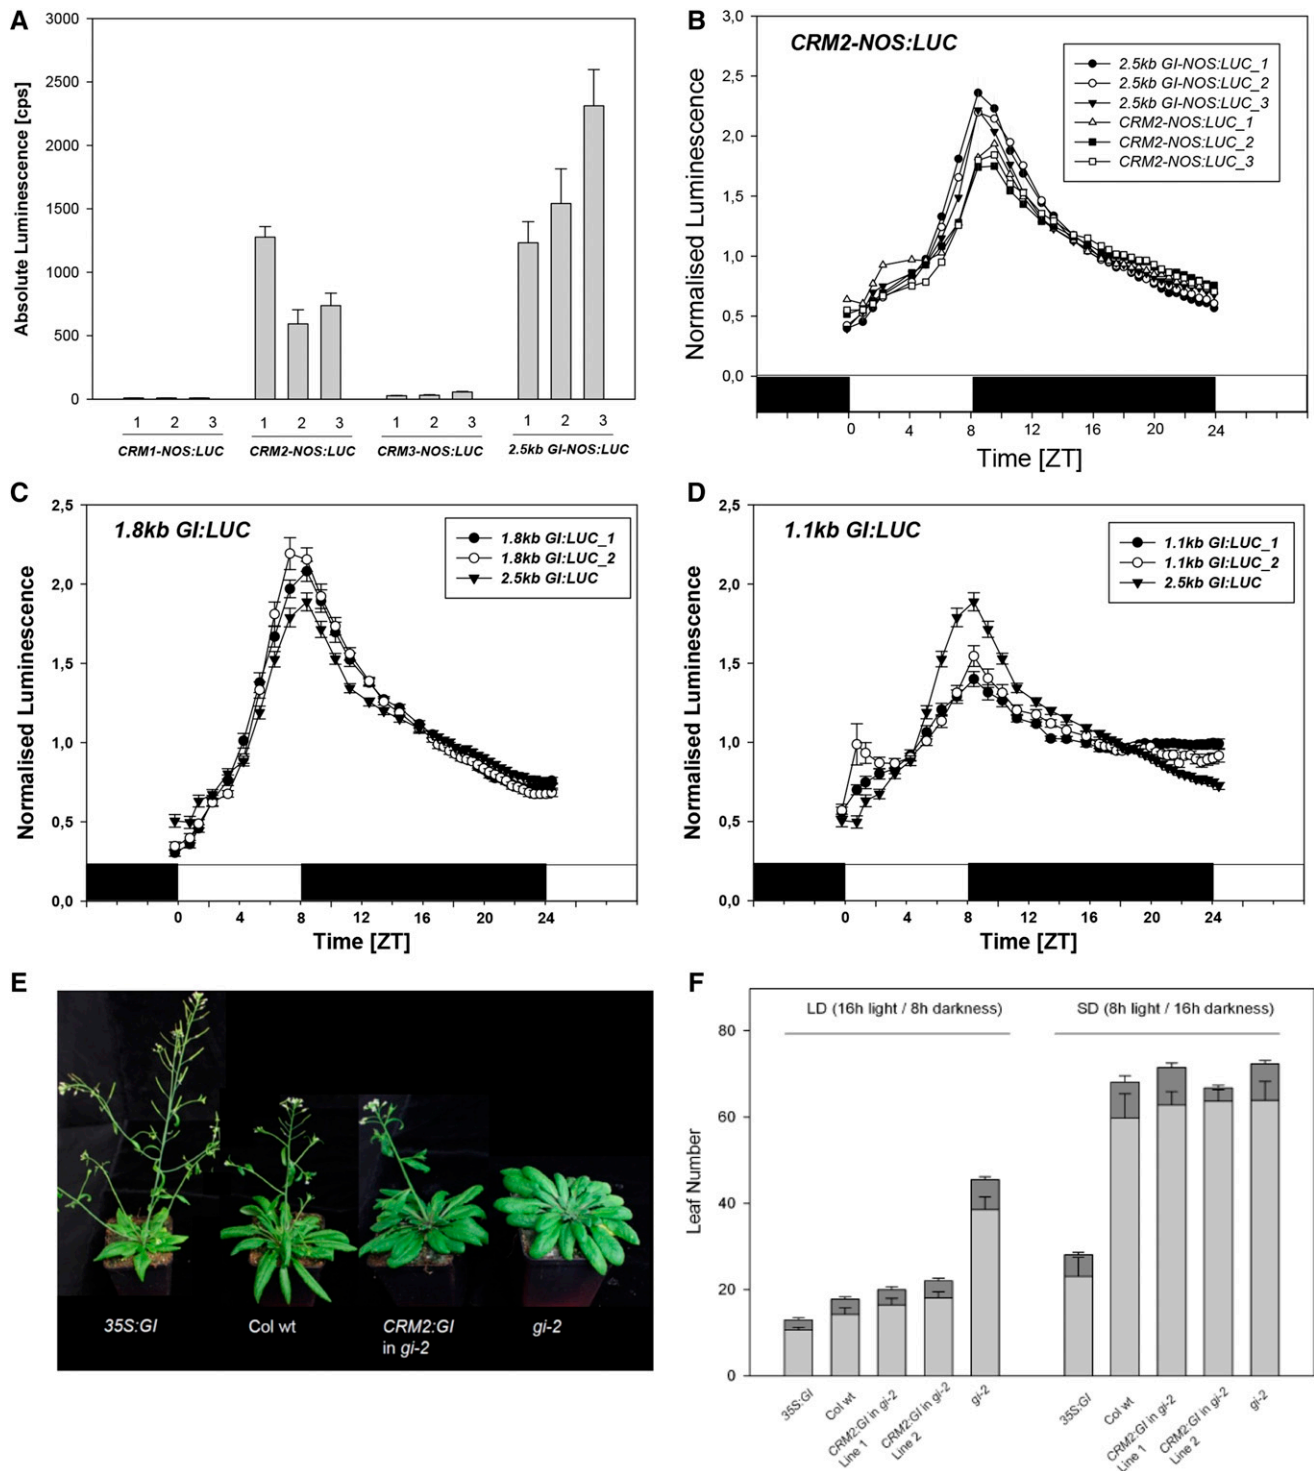 A
3000
2500
2000
1500
1000
500
0
Absolute Luminescence [cps]
1 2 3 1 2 3 1 2 3 1 2 3
CRM1-NOS:LUC CRM2-NOS:LUC CRM3-NOS:LUC 2.5kb GI-NOS:LUC
B
CRM2-NOS:LUC
3,0
2,5
2,0
1,5
1,0
0,5
0,0
Normalised Luminescence
2.5kb GI-NOS:LUC_1
2.5kb GI-NOS:LUC_2
2.5kb GI-NOS:LUC_3
CRM2-NOS:LUC_1
CRM2-NOS:LUC_2
CRM2-NOS:LUC_3
0 4 8 12 16 20 24
Time [ZT]
C
1.8kb GI:LUC
2,5
2,0
1,5
1,0
0,5
0,0
Normalised Luminescence
1.8kb GI:LUC_1
1.8kb GI:LUC_2
2.5kb GI:LUC
0 4 8 12 16 20 24
Time [ZT]
D
1.1kb GI:LUC
2,5
2,0
1,5
1,0
0,5
0,0
Normalised Luminescence
1.1kb GI:LUC_1
1.1kb GI:LUC_2
2.5kb GI:LUC
0 4 8 12 16 20 24
Time [ZT]
E
35S:GI
Col wt
CRM2:GI
in gi-2
gi-2
F
LD (16h light / 8h darkness)
SD (8h light / 16h darkness)
80
60
40
20
0
Leaf Number
35S:GI
Col wt
CRM2:GI in gi-2
Line 1
CRM2:GI in gi-2
Line 2
gi-2
35S:GI
Col wt
CRM2:GI in gi-2
Line 1
CRM2:GI in gi-2
Line 2
gi-2